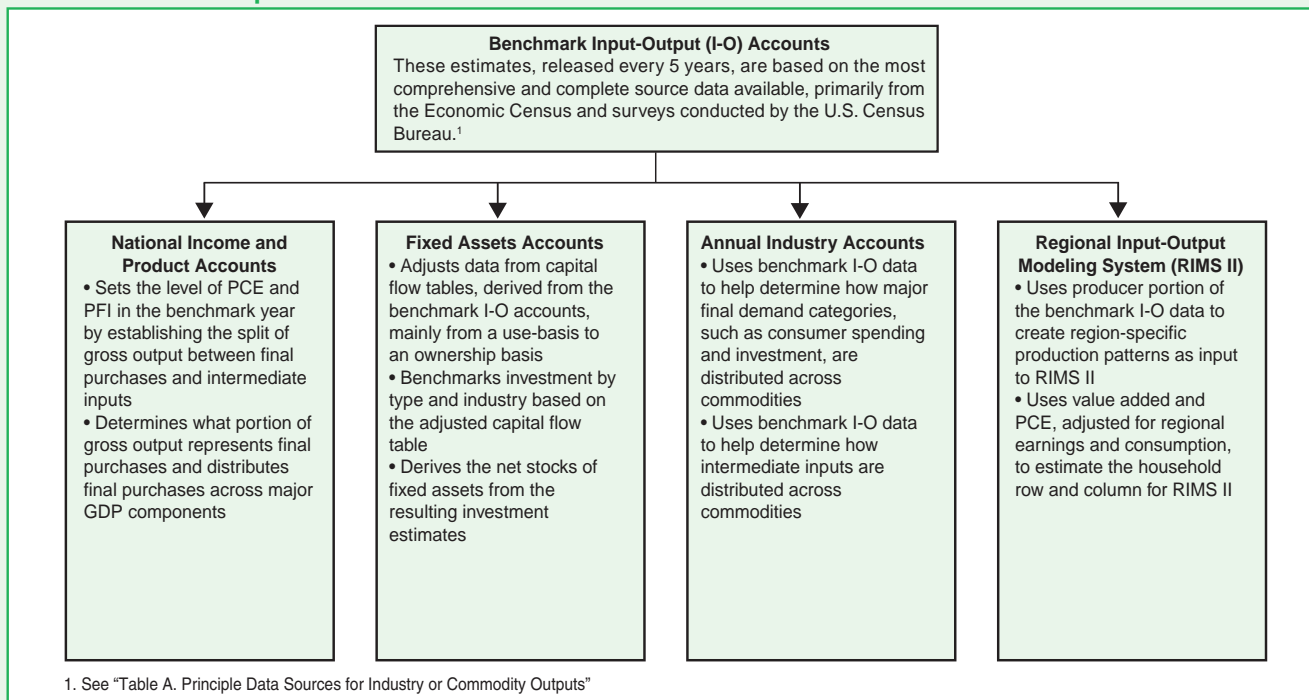 Benchmark Input-Output (I-O) Accounts
These estimates, released every 5 years, are based on the most
comprehensive and complete source data available, primarily from
the Economic Census and surveys conducted by the U.S. Census
Bureau.1
National Income and
Product Accounts
• Sets the level of PCE and
PFI in the benchmark year
by establishing the split of
gross output between final
purchases and intermediate
inputs
• Determines what portion of
gross output represents final
purchases and distributes
final purchases across major
GDP components
Fixed Assets Accounts
• Adjusts data from capital
flow tables, derived from the
benchmark I-O accounts,
mainly from a use-basis to
an ownership basis
• Benchmarks investment by
type and industry based on
the adjusted capital flow
table
• Derives the net stocks of
fixed assets from the
resulting investment
estimates
Annual Industry Accounts
• Uses benchmark I-O data
to help determine how major
final demand categories,
such as consumer spending
and investment, are
distributed across
commodities
• Uses benchmark I-O data
to help determine how
intermediate inputs are
distributed across
commodities
Regional Input-Output
Modeling System (RIMS II)
• Uses producer portion of
the benchmark I-O data to
create region-specific
production patterns as input
to RIMS II
• Uses value added and
PCE, adjusted for regional
earnings and consumption,
to estimate the household
row and column for RIMS II
1. See “Table A. Principle Data Sources for Industry or Commodity Outputs”